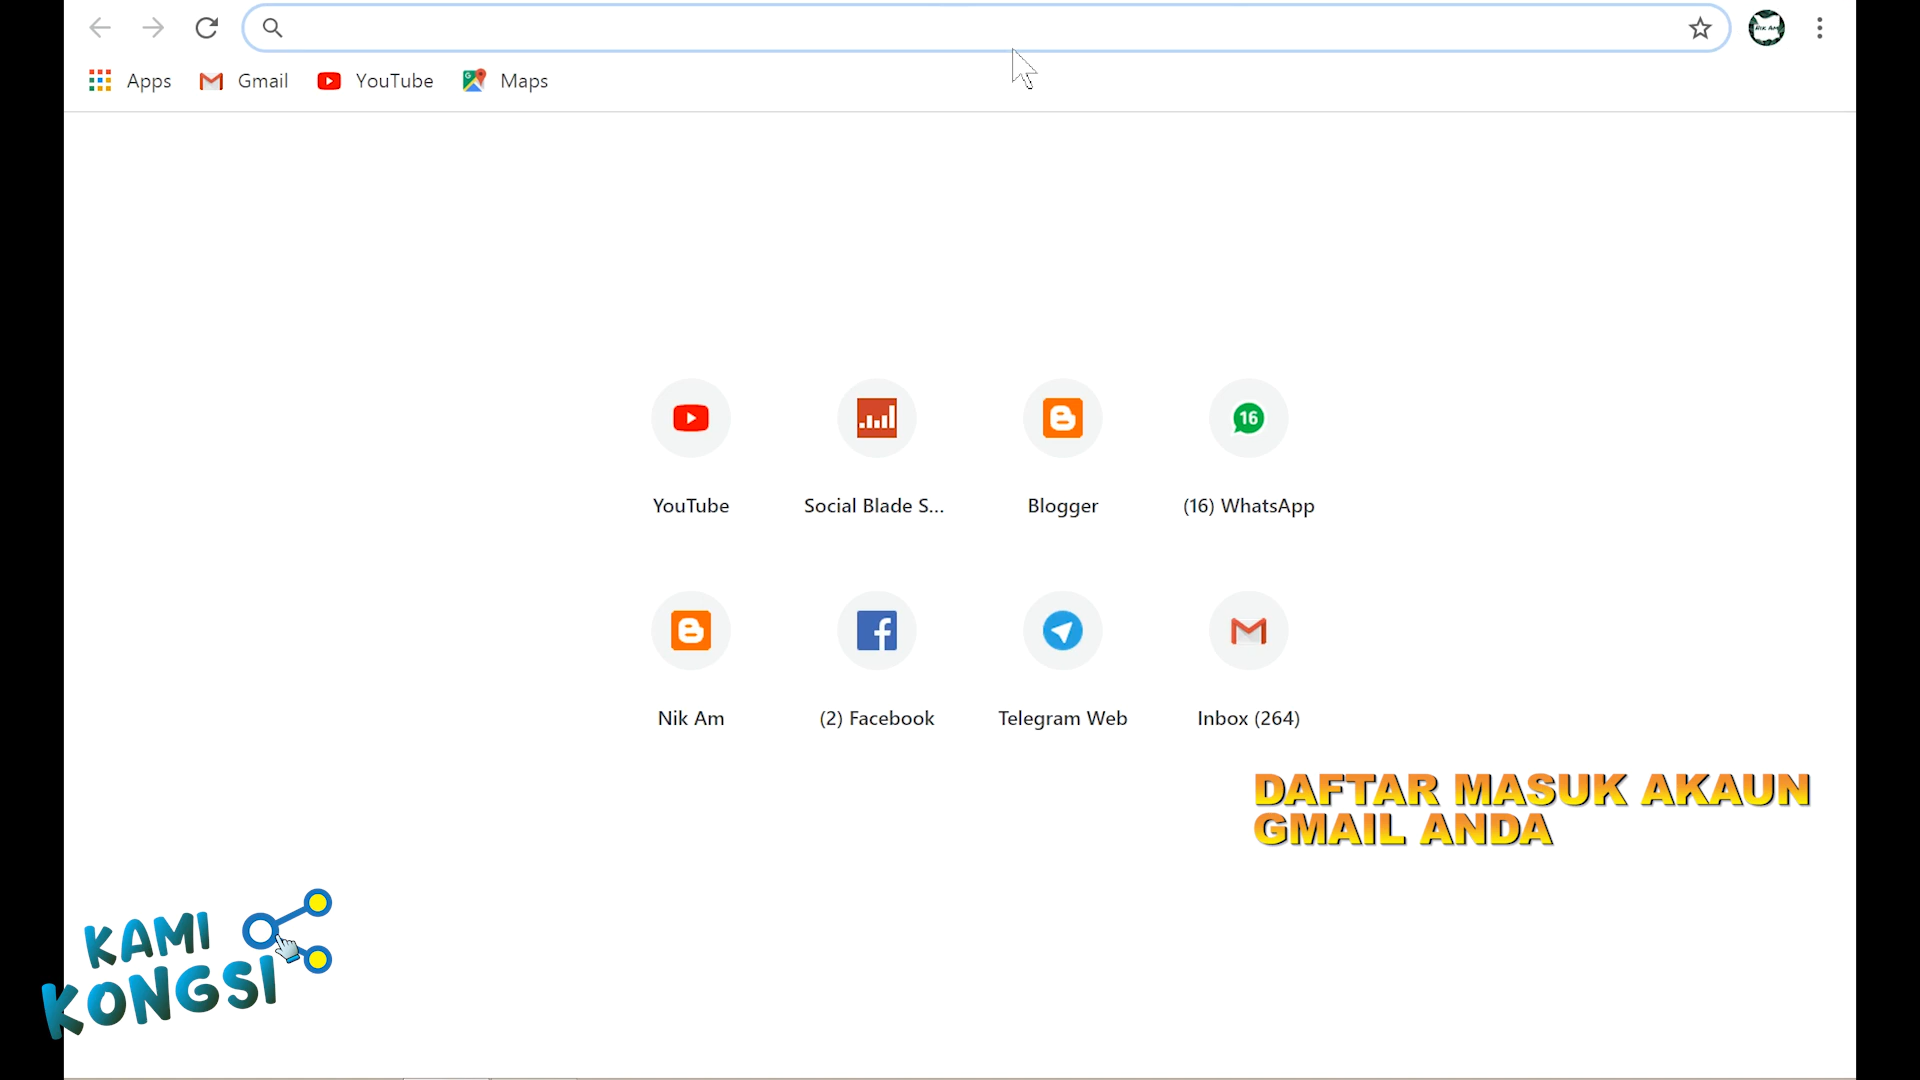 Apps Gmail YouTube Maps
YouTube Social Blade S... Blogger (16) WhatsApp
16
Nik Am (2) Facebook Telegram Web Inbox (264)
DAFTAR MASUK AKAUN
GMAIL ANDA
KAMI
KONGSI